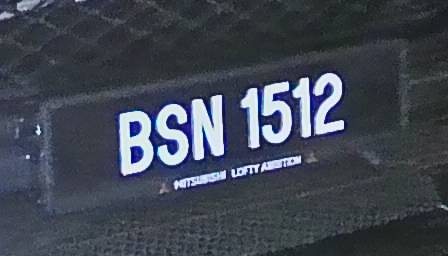 BSN 1512
MITSUBISHI LOFTY AMBITION